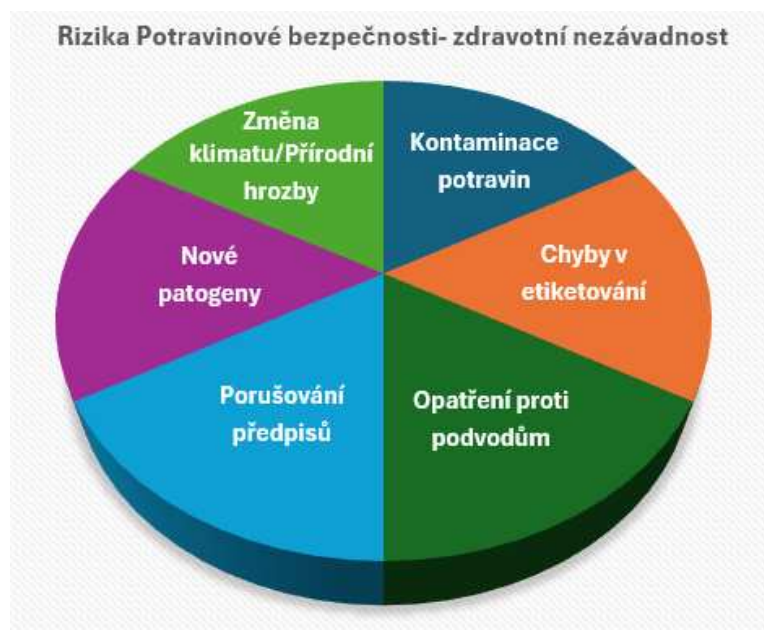 Rizika Potravinové bezpečnosti- zdravotní nezávadnost
Změna
klimatu/Přírodní
hrozby
Kontaminace
potravin
Nové
patogeny
Chyby v
etiketování
Porušování
předpisů
Opatření proti
podvodům